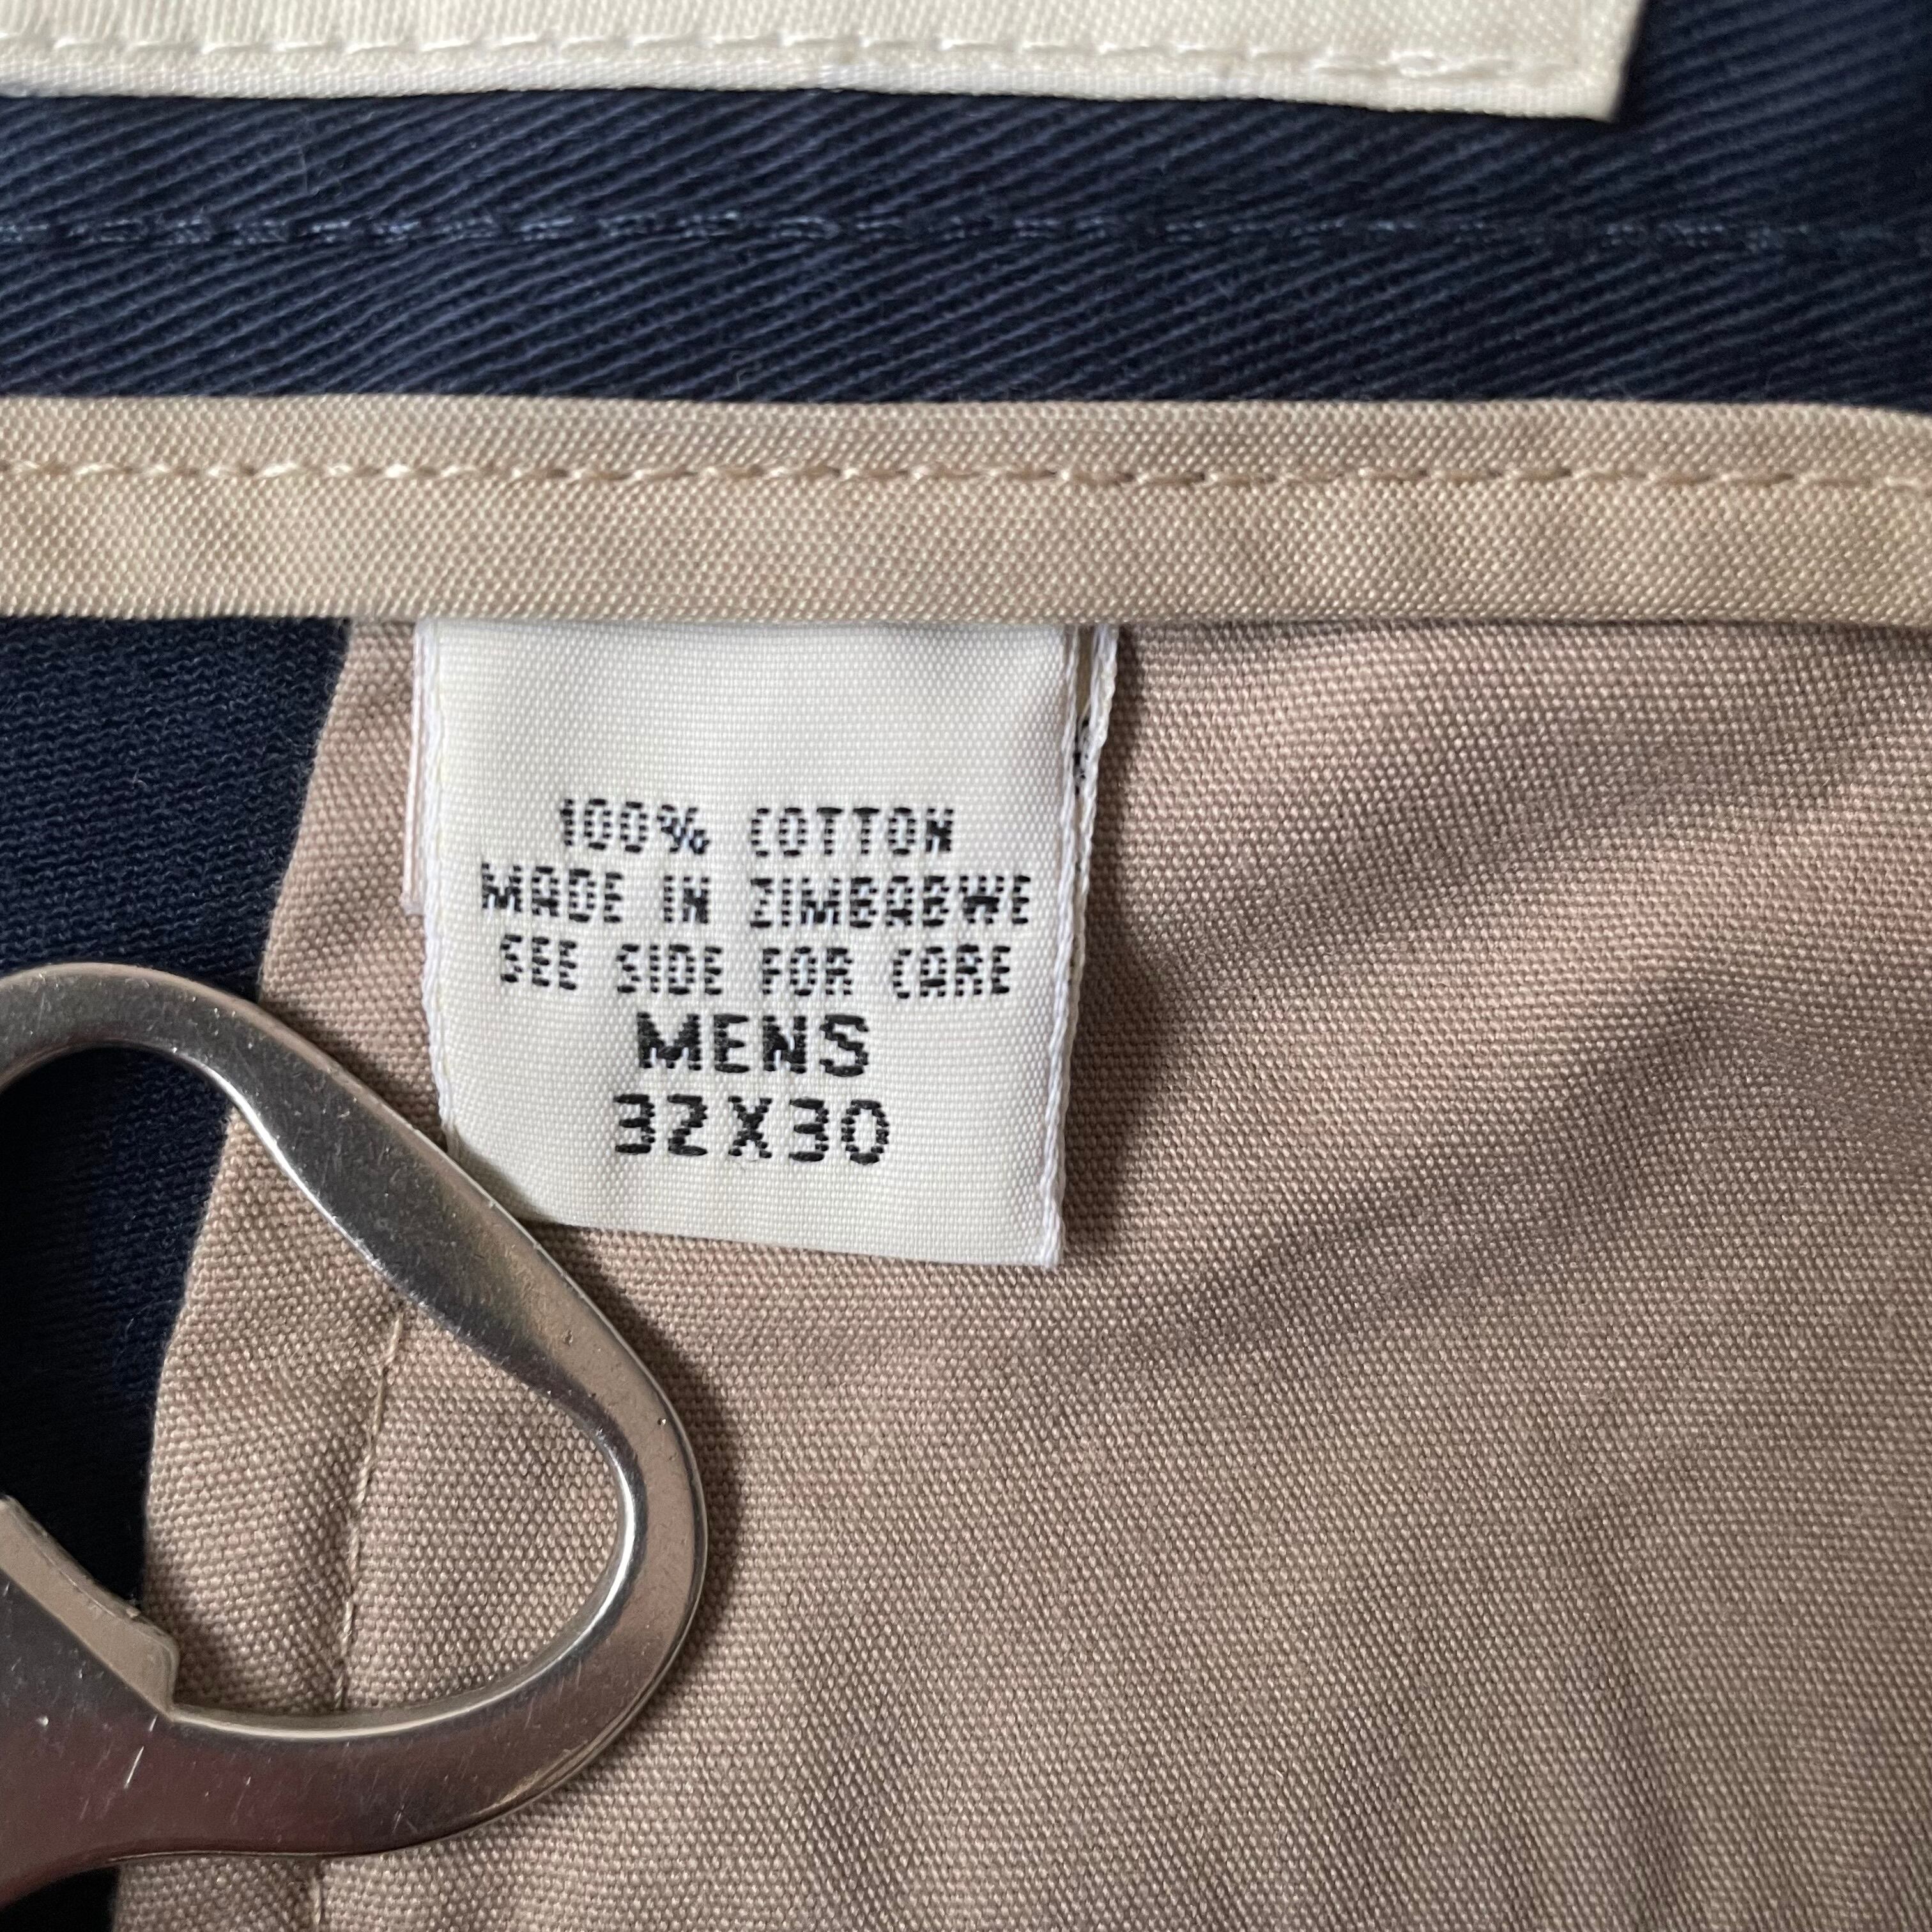 100% COTTON
MADE IN ZIMBABWE
SEE SIDE FOR CARE
MENS
32X30